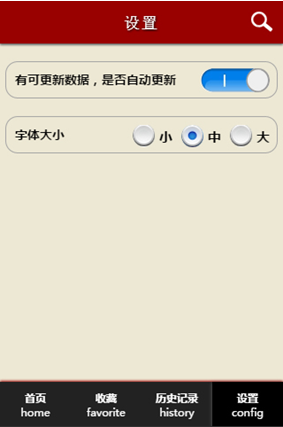 设置
有可更新数据，是否自动更新
字体大小 小 中 大
首页 收藏 历史记录 设置
home favorite history config